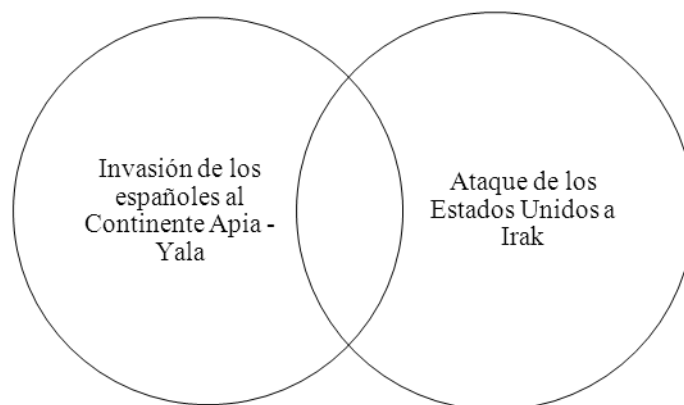 Invasión de los
españoles al
Continente Apia -
Yala
Ataque de los
Estados Unidos a
Irak